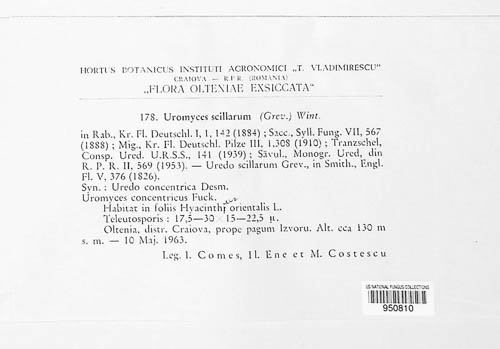 HORTUS BOTANICUS INSTITUTI AGRONOMICI „T. VLADIMIRESCU“
CRAIOVA — R.P.R. (ROMANIA)
„FLORA OLTENIAE EXSICCATA“
178. Uromyces scillarum (Grev.) Wint.
in Rab., Kr. Fl. Deutschl. I, 1, 142 (1884) ; Sacc., Syll. Fung. VII, 567
(1888) ; Mig., Kr. Fl. Deutschl. Pilze III, 1.308 (1910) ; Tranzschel,
Consp. Ured. U.R.S.S., 141 (1939) ; Săvul., Monogr. Ured, din
R. P. R. II, 569 (1953). — Uredo scillarum Grev., in Smith., Engl.
Fl. V, 376 (1826).
Syn. : Uredo concentrica Desm.
Uromyces concentricus Fuck.
Habitat in foliis Hyacinthi orientalis L.
Teleutosporis : 17,5—30 × 15—22,5 μ.
Oltenia, distr. Craiova, prope pagum Izvoru. Alt. cca 130 m
s. m. — 10 Maj. 1963.
Leg. I. Comes, Il. Ene et M. Costescu
US NATIONAL FUNGUS COLLECTIONS
950810